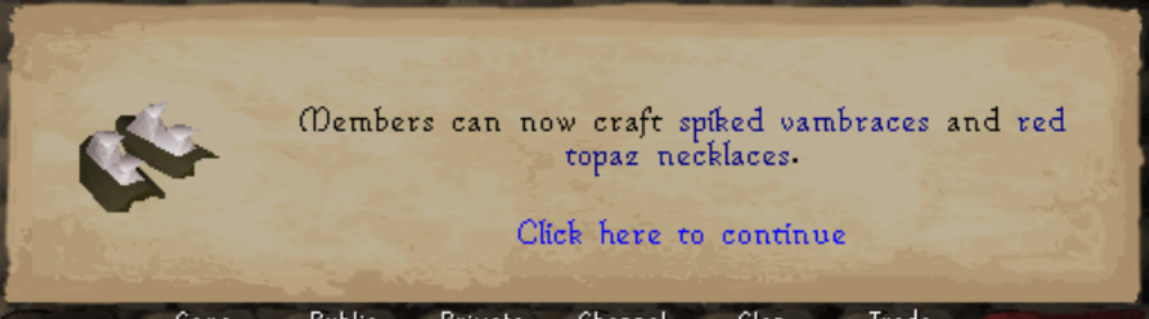 Members can now craft spiked vambraces and red
topaz necklaces.
Click here to continue